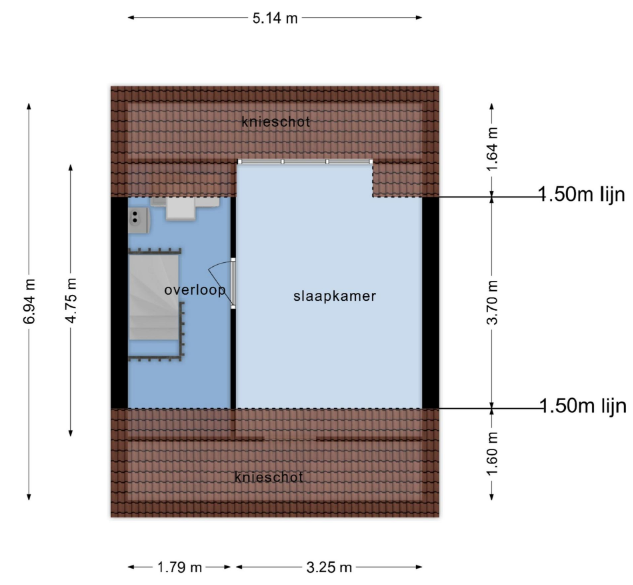 5.14 m
knieschot
1.64 m
1.50m lijn
6.94 m
4.75 m
overloop
slaapkamer
3.70 m
1.50m lijn
knieschot
1.60 m
1.79 m
3.25 m